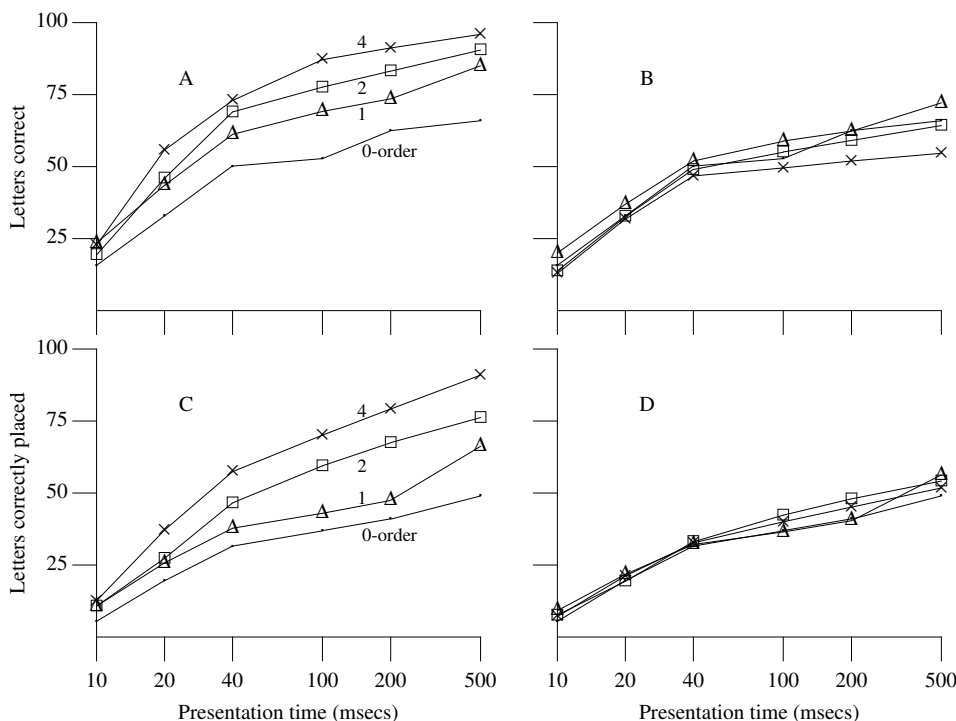 100
75
50
25
Letters correct
A
4
2
1
0-order
B
100
75
50
25
Letters correctly placed
C
4
2
1
0-order
D
10 20 40 100 200 500
10 20 40 100 200 500
Presentation time (msecs)
Presentation time (msecs)